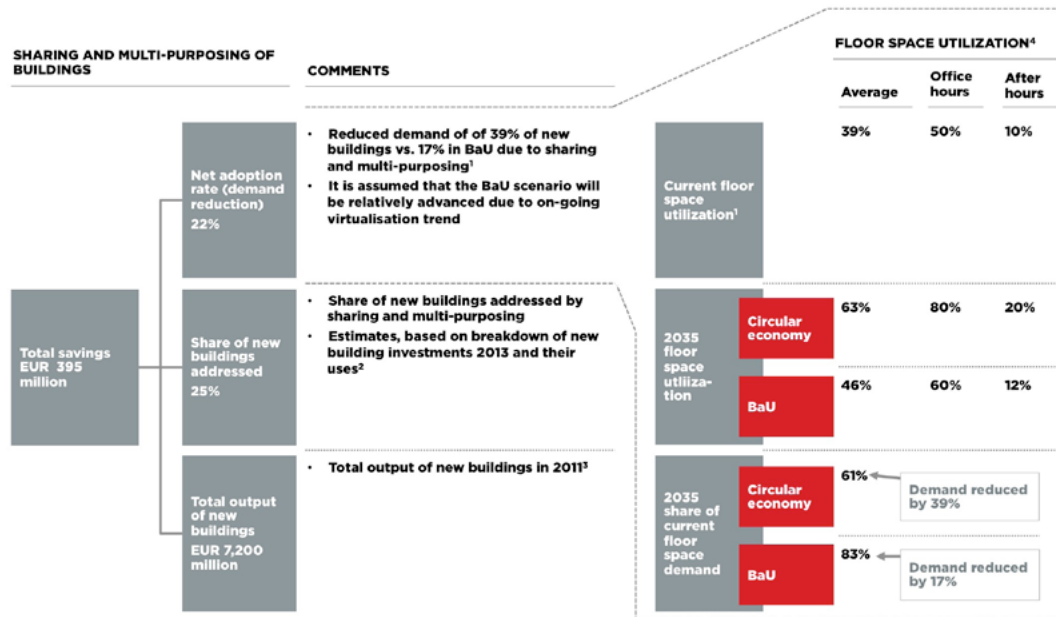 SHARING AND MULTI-PURPOSING OF
BUILDINGS
COMMENTS
FLOOR SPACE UTILIZATION⁴
Average
Office
hours
After
hours
Net adoption
rate (demand
reduction)
22%
• Reduced demand of of 39% of new
buildings vs. 17% in BaU due to sharing
and multi-purposing¹
• It is assumed that the BaU scenario will
be relatively advanced due to on-going
virtualisation trend
Current floor
space
utilization¹
39% 50% 10%
Total savings
EUR 395
million
Share of new
buildings
addressed
25%
• Share of new buildings addressed by
sharing and multi-purposing
• Estimates, based on breakdown of new
building investments 2013 and their
uses²
2035
floor
space
utliiza-
tion
Circular
economy
63% 80% 20%
BaU
46% 60% 12%
Total output
of new
buildings
EUR 7,200
million
• Total output of new buildings in 2011³
2035
share of
current
floor
space
demand
Circular
economy
61%
Demand reduced
by 39%
BaU
83%
Demand reduced
by 17%